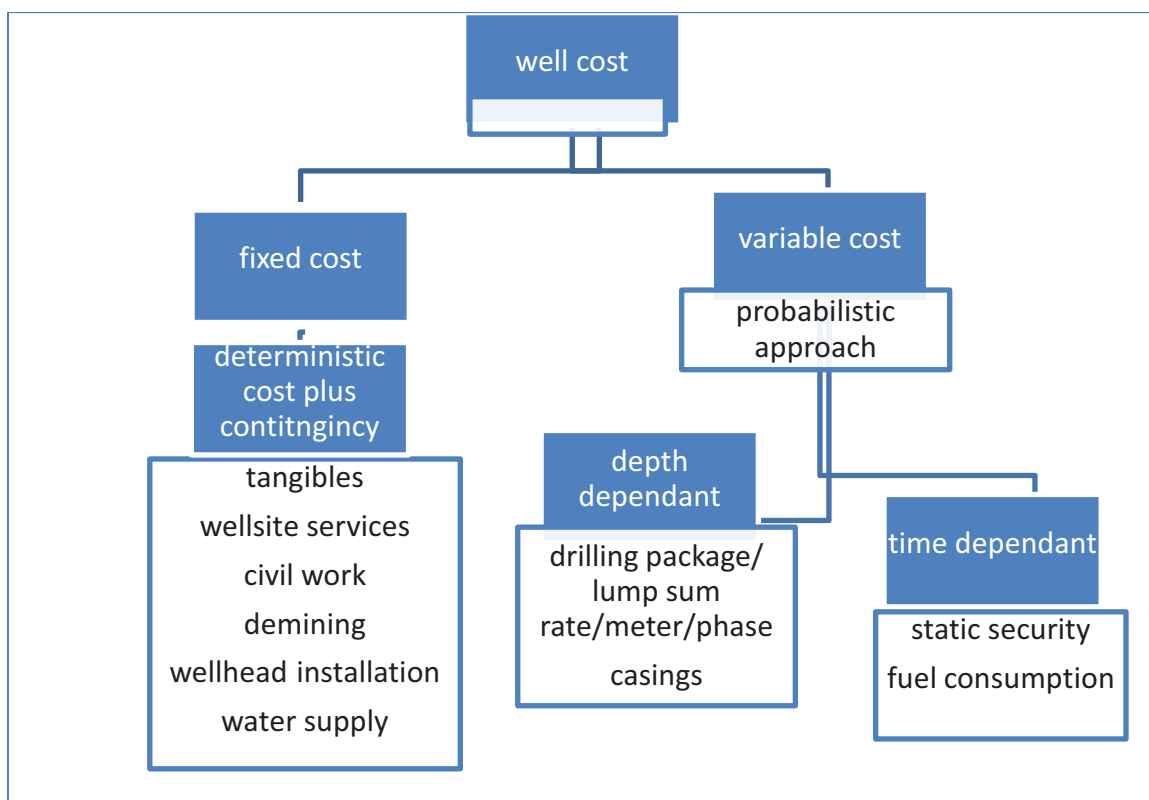 well cost
fixed cost
variable cost
probabilistic
approach
deterministic
cost plus
contitngincy
tangibles
wellsite services
civil work
demining
wellhead installation
water supply
depth
dependant
drilling package/
lump sum
rate/meter/phase
casings
time dependant
static security
fuel consumption